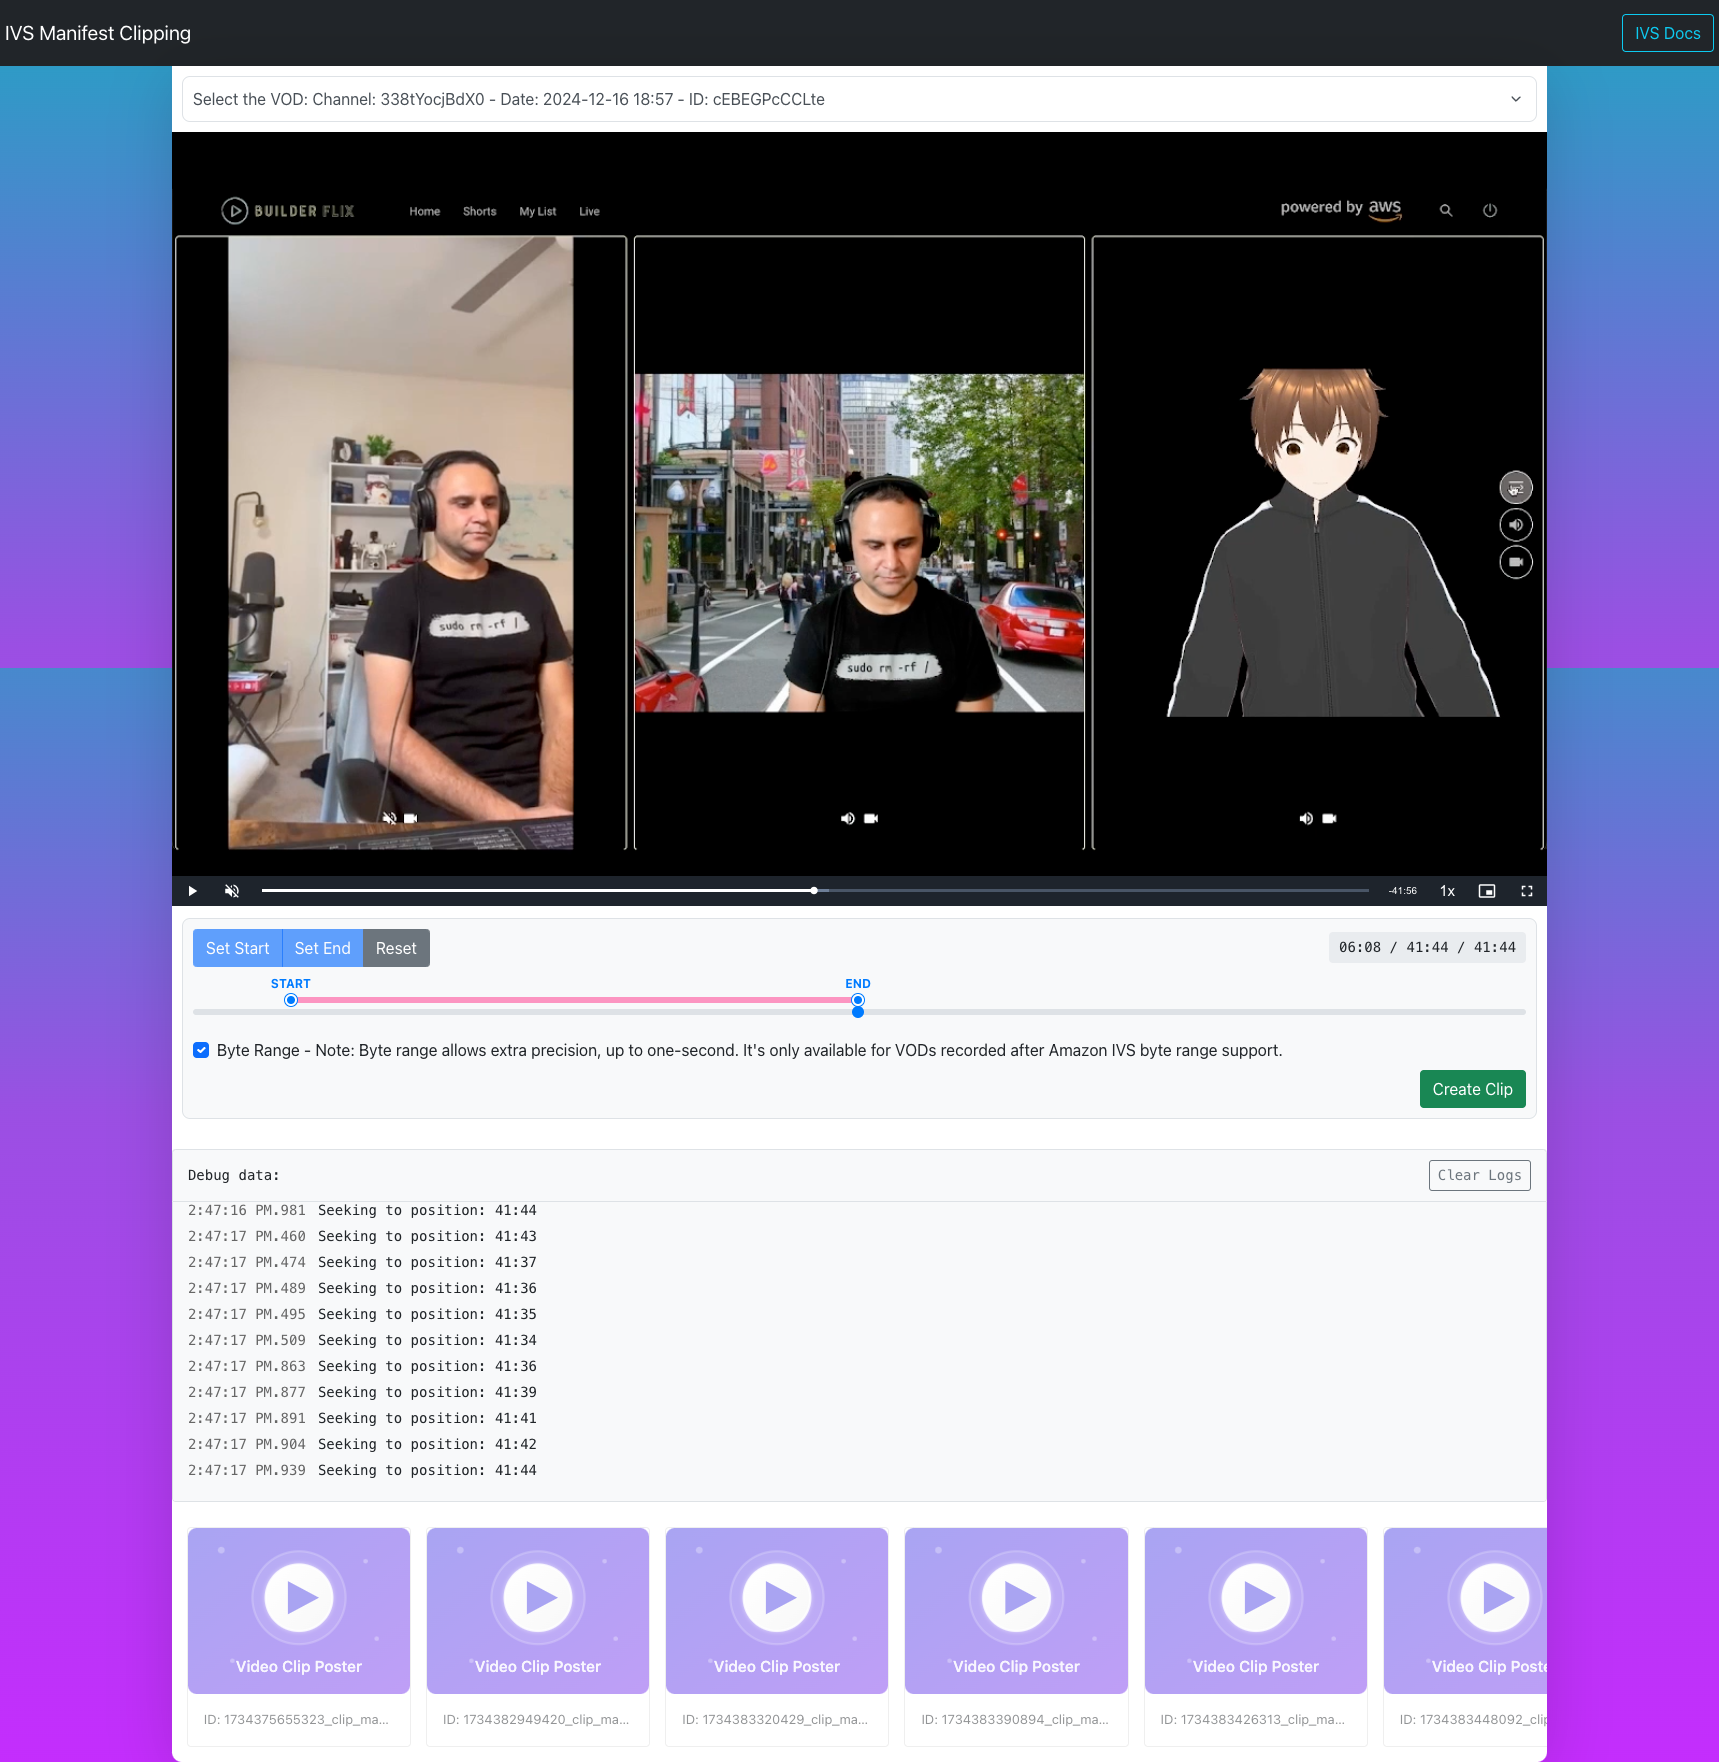 IVS Manifest Clipping
IVS Docs
Select the VOD: Channel: 338tYocjBdX0 - Date: 2024-12-16 18:57 - ID: cEBEGPcCCLte
BUILDER FLIX
Home
Shorts
My List
Live
powered by aws
sudo rm -rf /
sudo rm -rf /
-41:56
1x
Set Start
Set End
Reset
06:08 / 41:44 / 41:44
START
END
Byte Range - Note: Byte range allows extra precision, up to one-second. It's only available for VODs recorded after Amazon IVS byte range support.
Create Clip
Debug data:
Clear Logs
2:47:16 PM.981 Seeking to position: 41:44
2:47:17 PM.460 Seeking to position: 41:43
2:47:17 PM.474 Seeking to position: 41:37
2:47:17 PM.489 Seeking to position: 41:36
2:47:17 PM.495 Seeking to position: 41:35
2:47:17 PM.509 Seeking to position: 41:34
2:47:17 PM.863 Seeking to position: 41:36
2:47:17 PM.877 Seeking to position: 41:39
2:47:17 PM.891 Seeking to position: 41:41
2:47:17 PM.904 Seeking to position: 41:42
2:47:17 PM.939 Seeking to position: 41:44
Video Clip Poster
Video Clip Poster
Video Clip Poster
Video Clip Poster
Video Clip Poster
Video Clip Poste
ID: 1734375655323_clip_ma...
ID: 1734382949420_clip_ma...
ID: 1734383320429_clip_ma...
ID: 1734383390894_clip_ma...
ID: 1734383426313_clip_ma...
ID: 1734383448092_clip